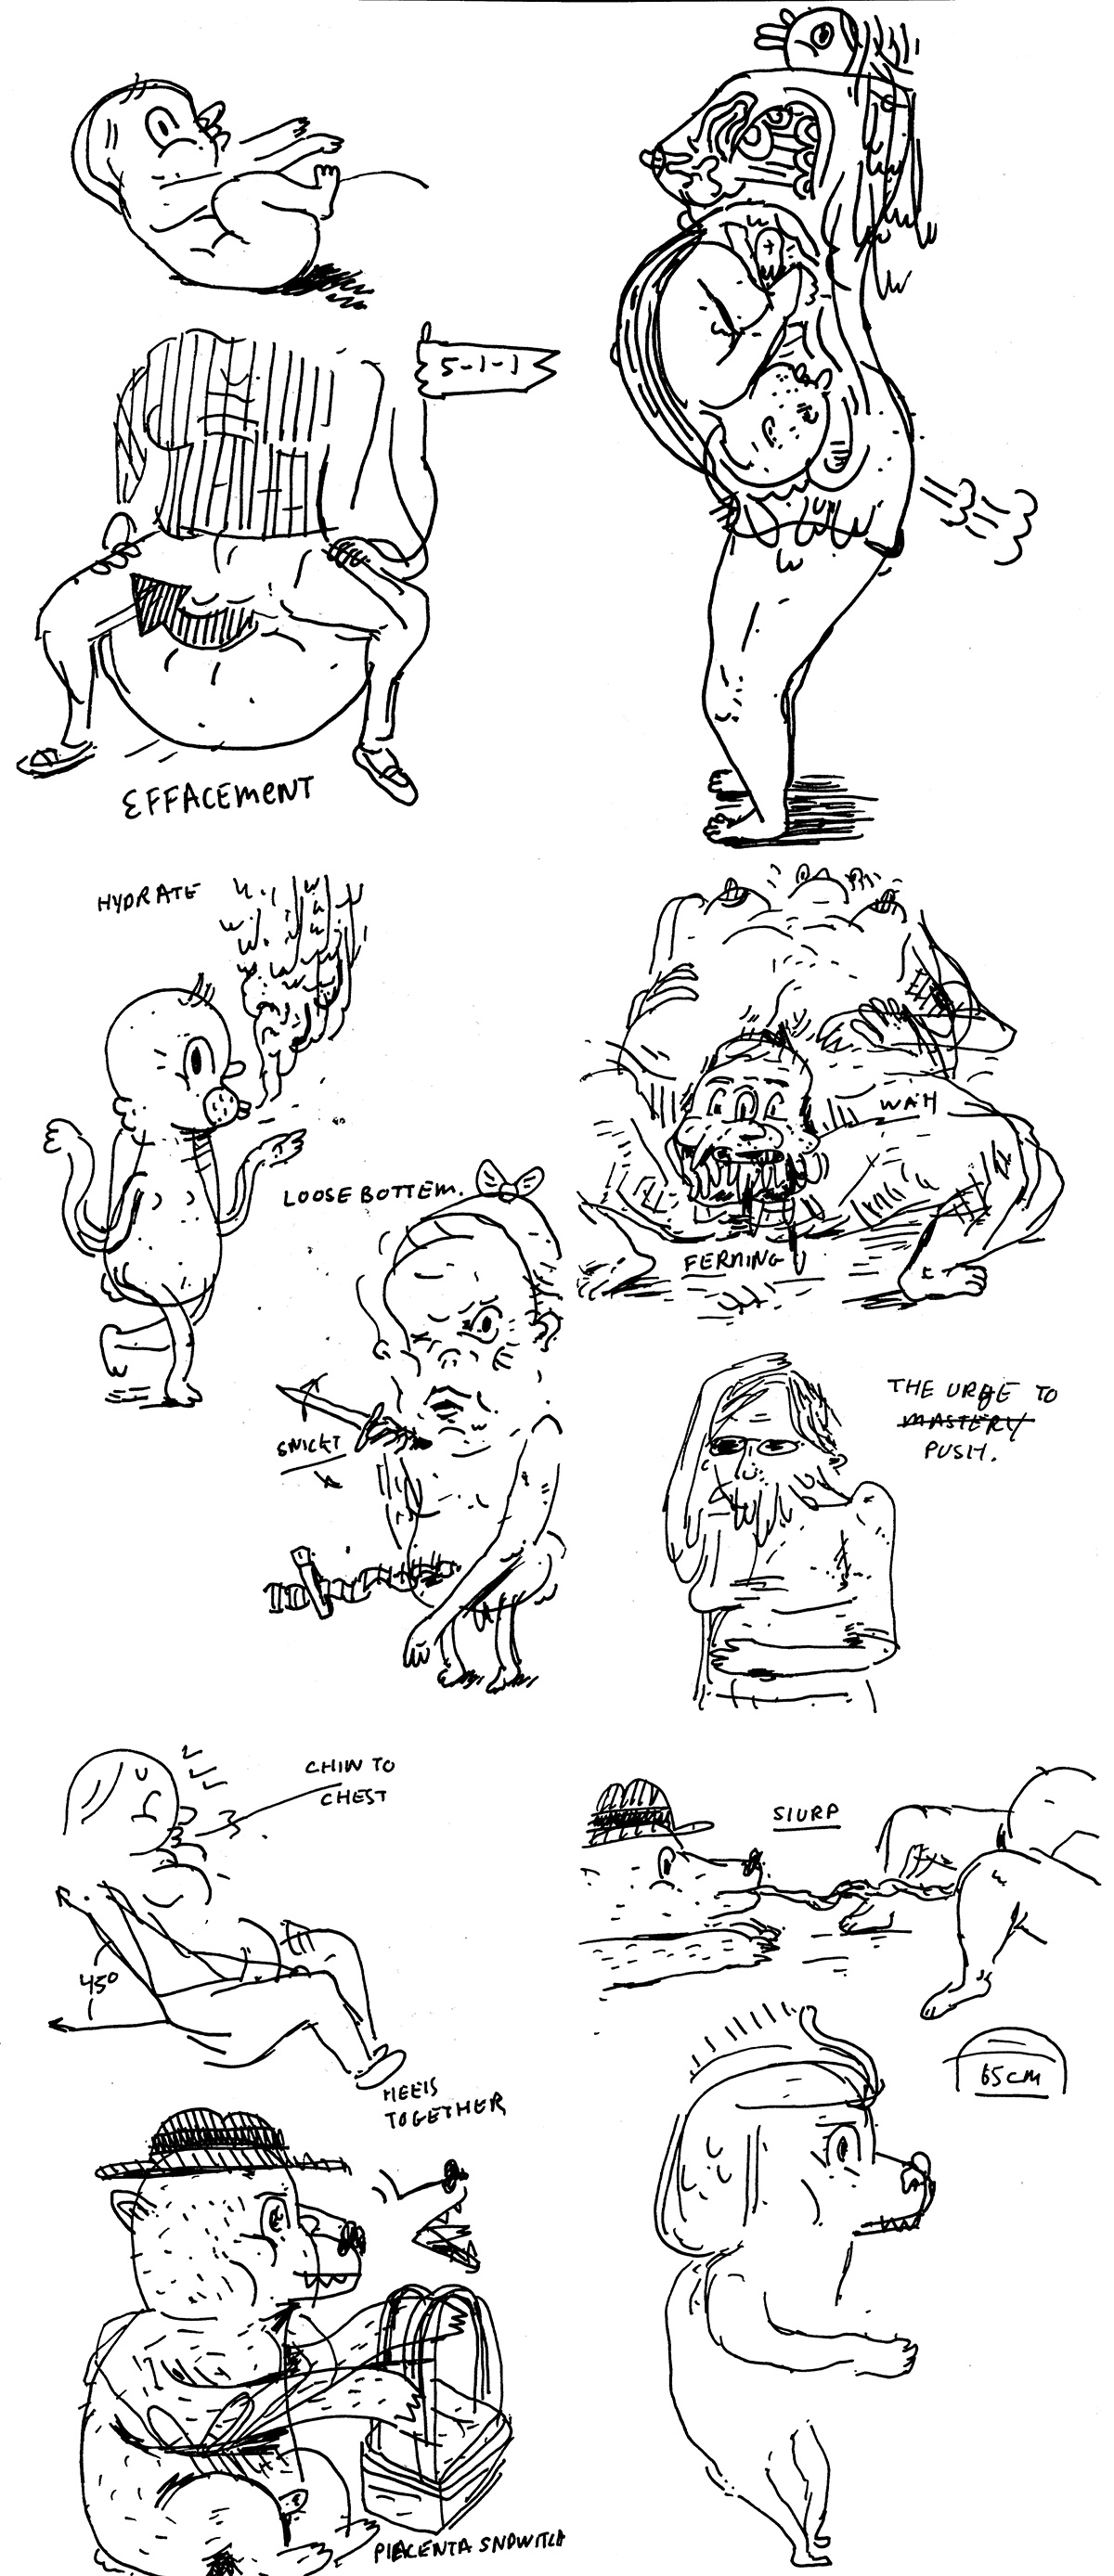 5-1-1
EFFACEMENT
HYDRATE
WAH
FERNING
LOOSE BOTTEM.
SNICKT
THE URGE TO
MASTERY
PUSH.
CHIN TO
CHEST
45°
HEELS
TOGETHER
SLURP
65cm
PLACENTA SNDWITCH